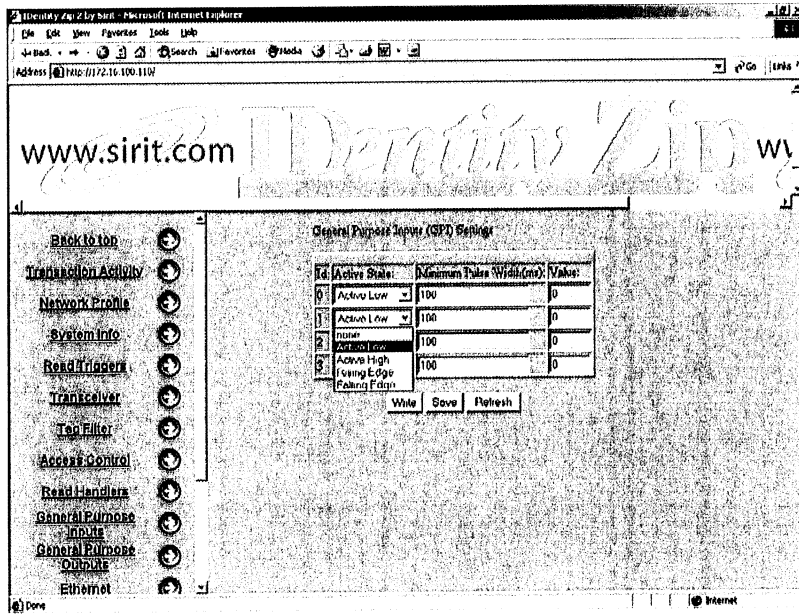 IDentity Zip 2 by Sirit - Microsoft Internet Explorer
File Edit View Favorites Tools Help
Back Search Favorites Media
Address http://172.16.100.110/ Go Links
www.sirit.com IDentity Zip
Back to top
Transaction Activity
Network Profile
System Info
Read Triggers
Transceiver
Tag Filter
Access Control
Read Handlers
General Purpose
Inputs
General Purpose
Outputs
Ethernet
General Purpose Inputs (GPI) Settings
Id: Active State: Minimum Pulse Width(ms): Value:
0 Active Low 100 0
1 Active Low 100 0
2 100 0
3 100 0
none
Active Low
Active High
Falling Edge
Write Save Refresh
Done Internet